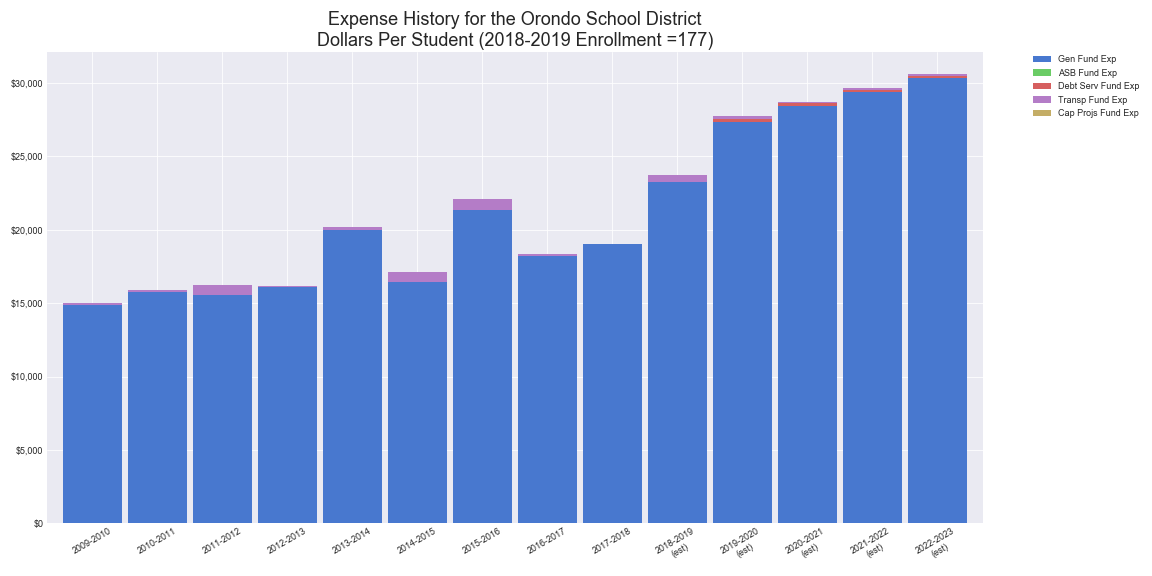 Expense History for the Orondo School District
Dollars Per Student (2018-2019 Enrollment =177)
Gen Fund Exp
ASB Fund Exp
Debt Serv Fund Exp
Transp Fund Exp
Cap Projs Fund Exp
$30,000
$25,000
$20,000
$15,000
$10,000
$5,000
$0
2009-2010
2010-2011
2011-2012
2012-2013
2013-2014
2014-2015
2015-2016
2016-2017
2017-2018
2018-2019
(est)
2019-2020
(est)
2020-2021
(est)
2021-2022
(est)
2022-2023
(est)